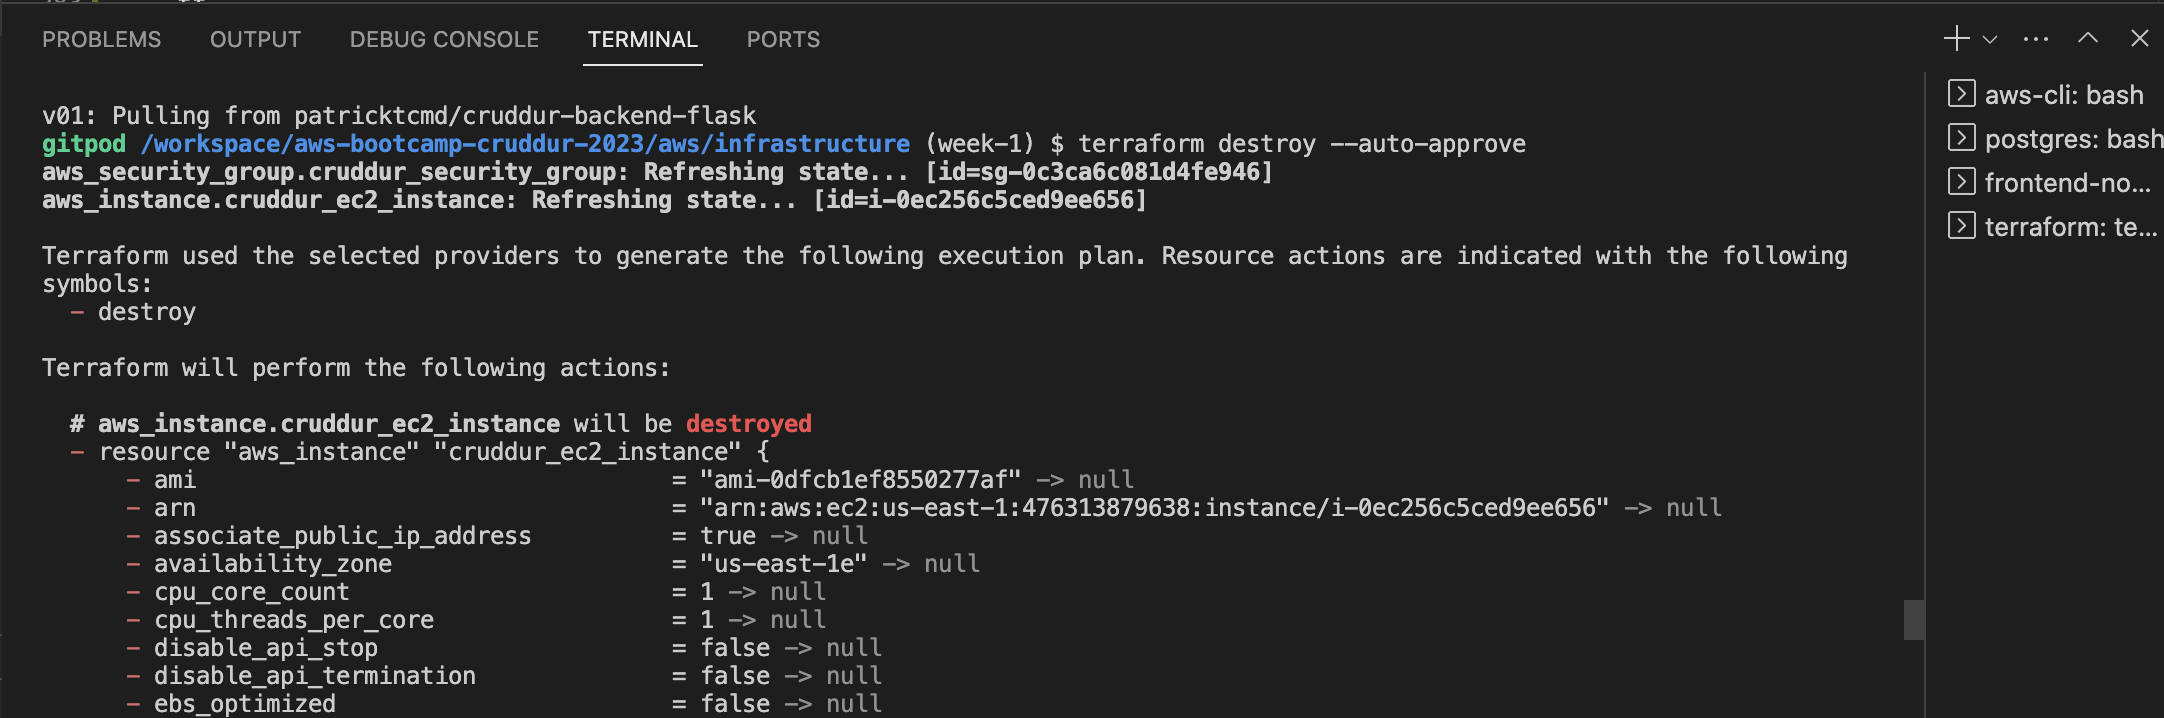 PROBLEMS OUTPUT DEBUG CONSOLE TERMINAL PORTS
v01: Pulling from patricktcmd/cruddur-backend-flask
gitpod /workspace/aws-bootcamp-cruddur-2023/aws/infrastructure (week-1) $ terraform destroy --auto-approve
aws_security_group.cruddur_security_group: Refreshing state... [id=sg-0c3ca6c081d4fe946]
aws_instance.cruddur_ec2_instance: Refreshing state... [id=i-0ec256c5ced9ee656]
Terraform used the selected providers to generate the following execution plan. Resource actions are indicated with the following
symbols:
- destroy
Terraform will perform the following actions:
# aws_instance.cruddur_ec2_instance will be destroyed
- resource "aws_instance" "cruddur_ec2_instance" {
- ami = "ami-0dfcb1ef8550277af" -> null
- arn = "arn:aws:ec2:us-east-1:476313879638:instance/i-0ec256c5ced9ee656" -> null
- associate_public_ip_address = true -> null
- availability_zone = "us-east-1e" -> null
- cpu_core_count = 1 -> null
- cpu_threads_per_core = 1 -> null
- disable_api_stop = false -> null
- disable_api_termination = false -> null
- ebs_optimized = false -> null
aws-cli: bash
postgres: bash
frontend-no...
terraform: te...